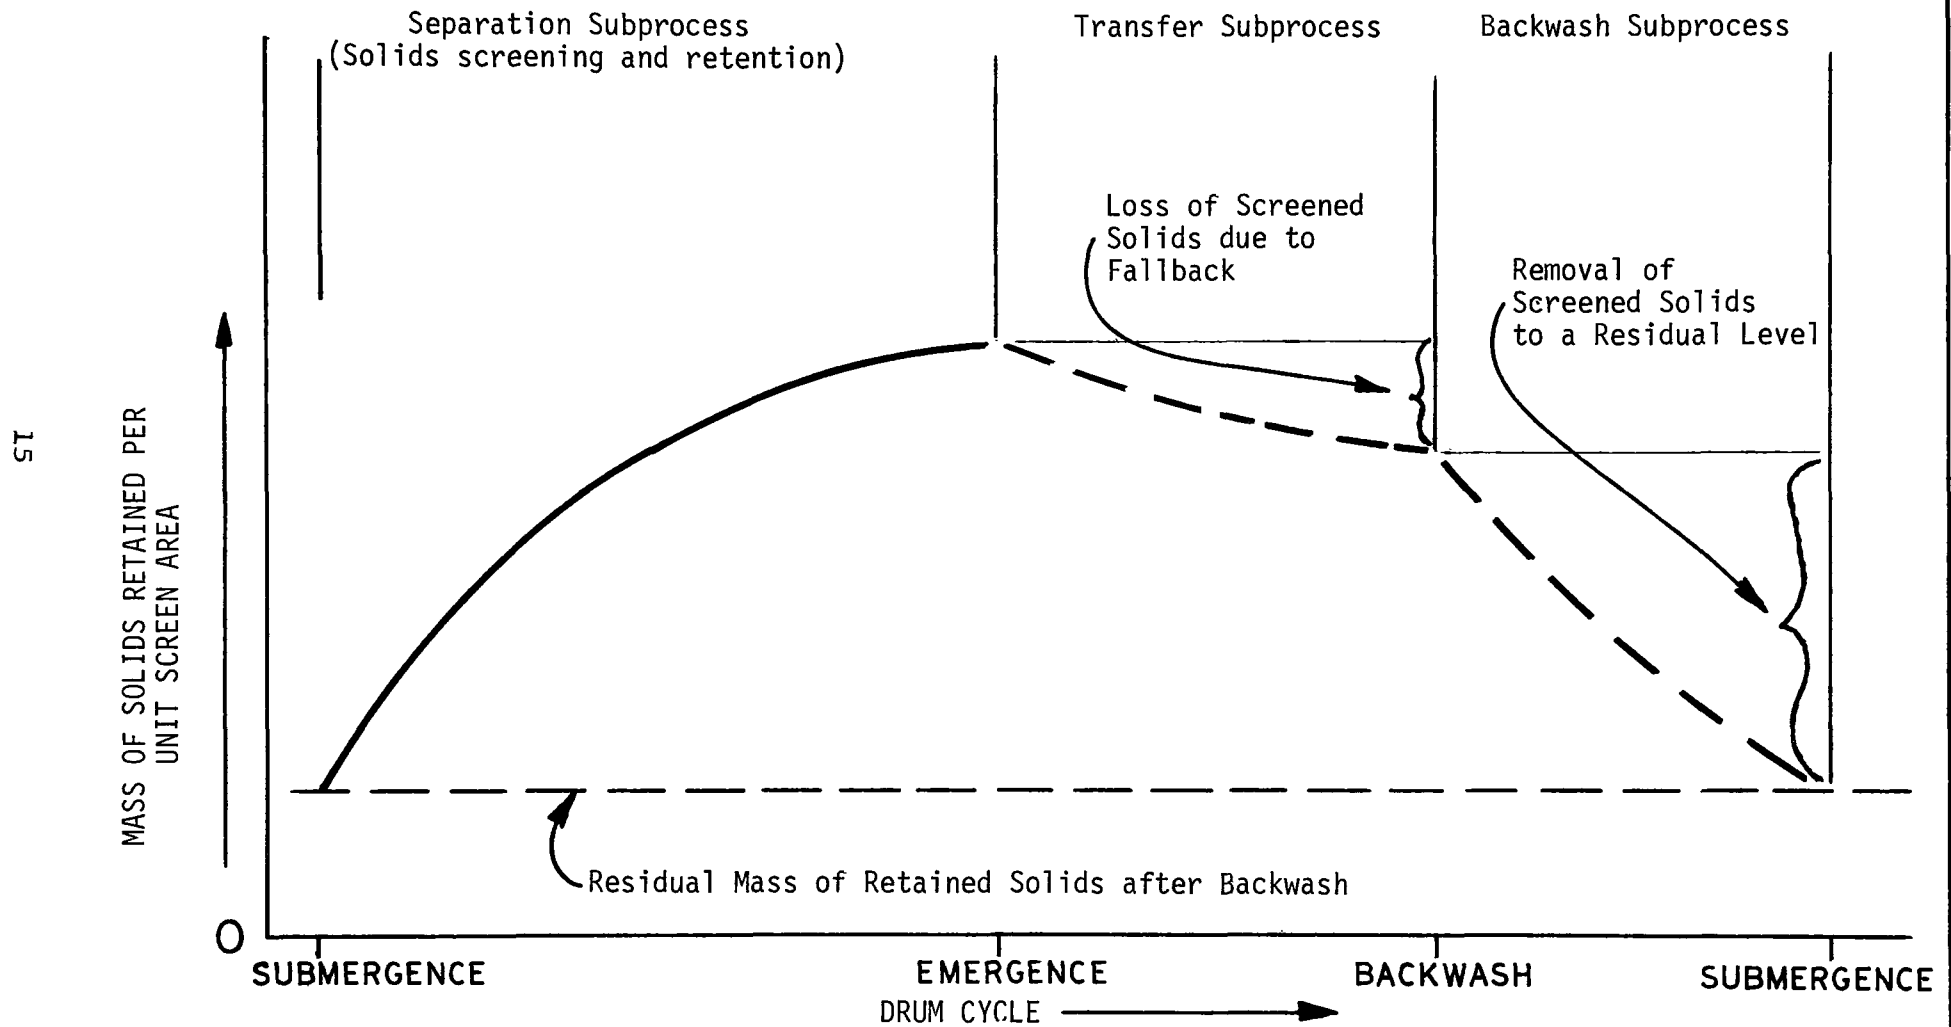 Separation Subprocess
(Solids screening and retention)
Transfer Subprocess
Backwash Subprocess
Loss of Screened
Solids due to
Fallback
Removal of
Screened Solids
to a Residual Level
15
MASS OF SOLIDS RETAINED PER
UNIT SCREEN AREA
Residual Mass of Retained Solids after Backwash
0
SUBMERGENCE
EMERGENCE
BACKWASH
SUBMERGENCE
DRUM CYCLE